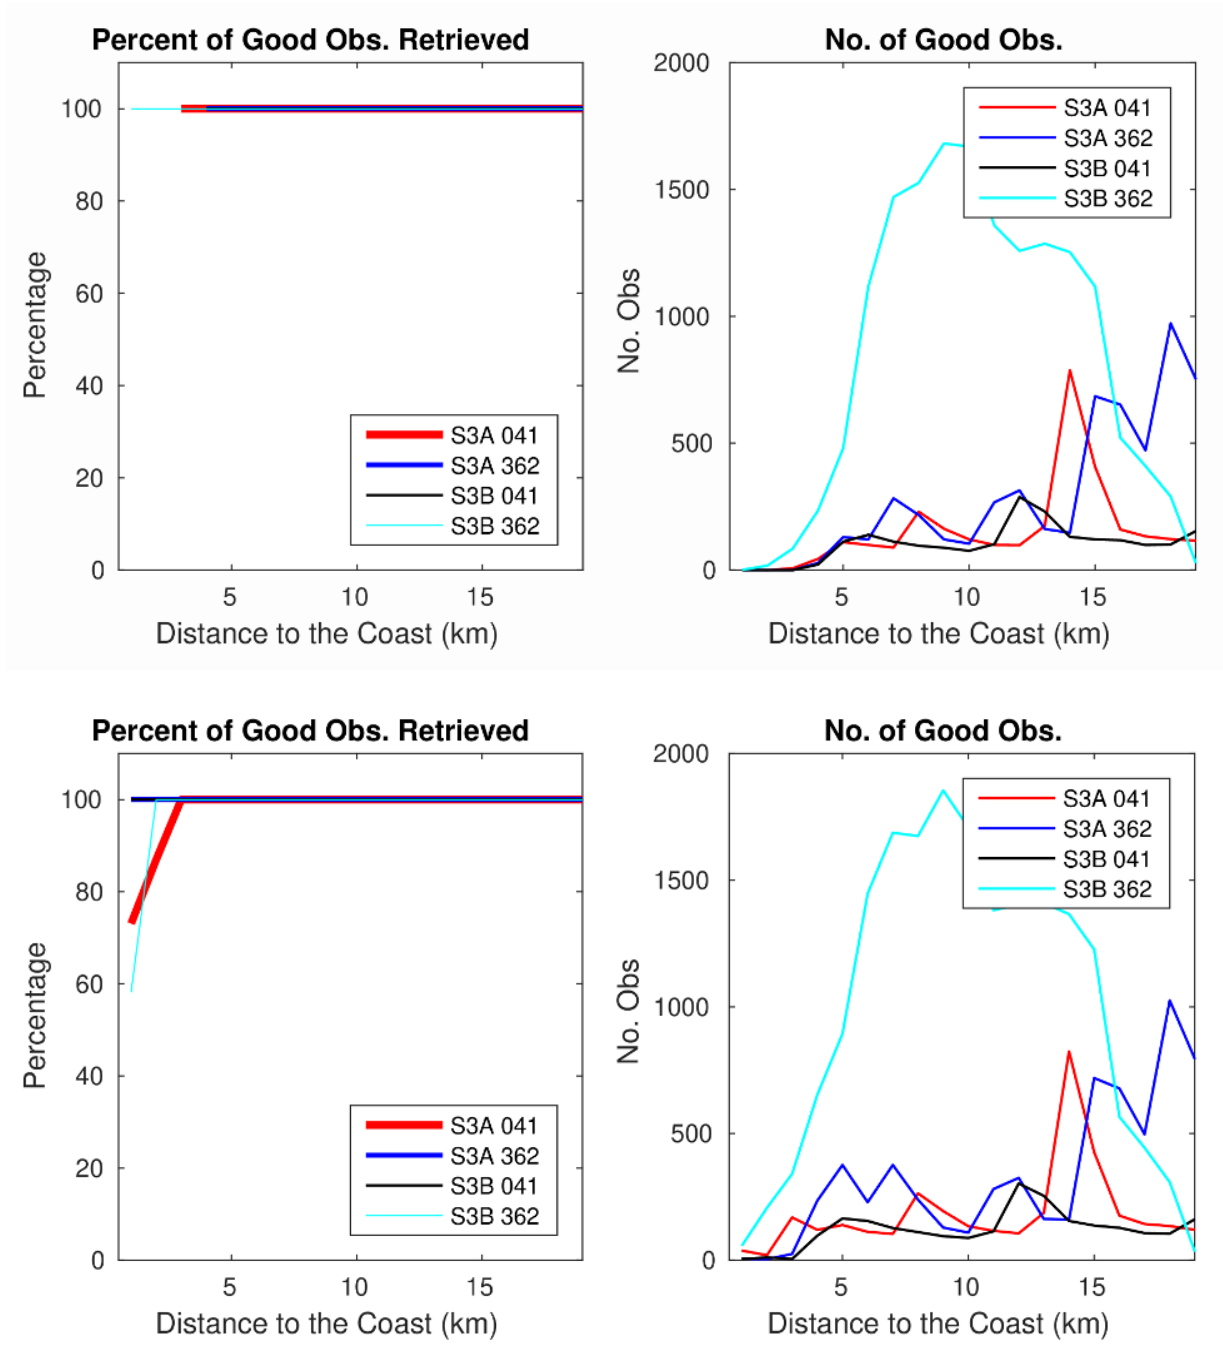 Percent of Good Obs. Retrieved
Percentage
100
80
60
40
20
0
S3A 041
S3A 362
S3B 041
S3B 362
5
10
15
Distance to the Coast (km)
No. of Good Obs.
No. Obs
2000
1500
1000
500
0
S3A 041
S3A 362
S3B 041
S3B 362
5
10
15
Distance to the Coast (km)
Percent of Good Obs. Retrieved
Percentage
100
80
60
40
20
0
S3A 041
S3A 362
S3B 041
S3B 362
5
10
15
Distance to the Coast (km)
No. of Good Obs.
No. Obs
2000
1500
1000
500
0
S3A 041
S3A 362
S3B 041
S3B 362
5
10
15
Distance to the Coast (km)